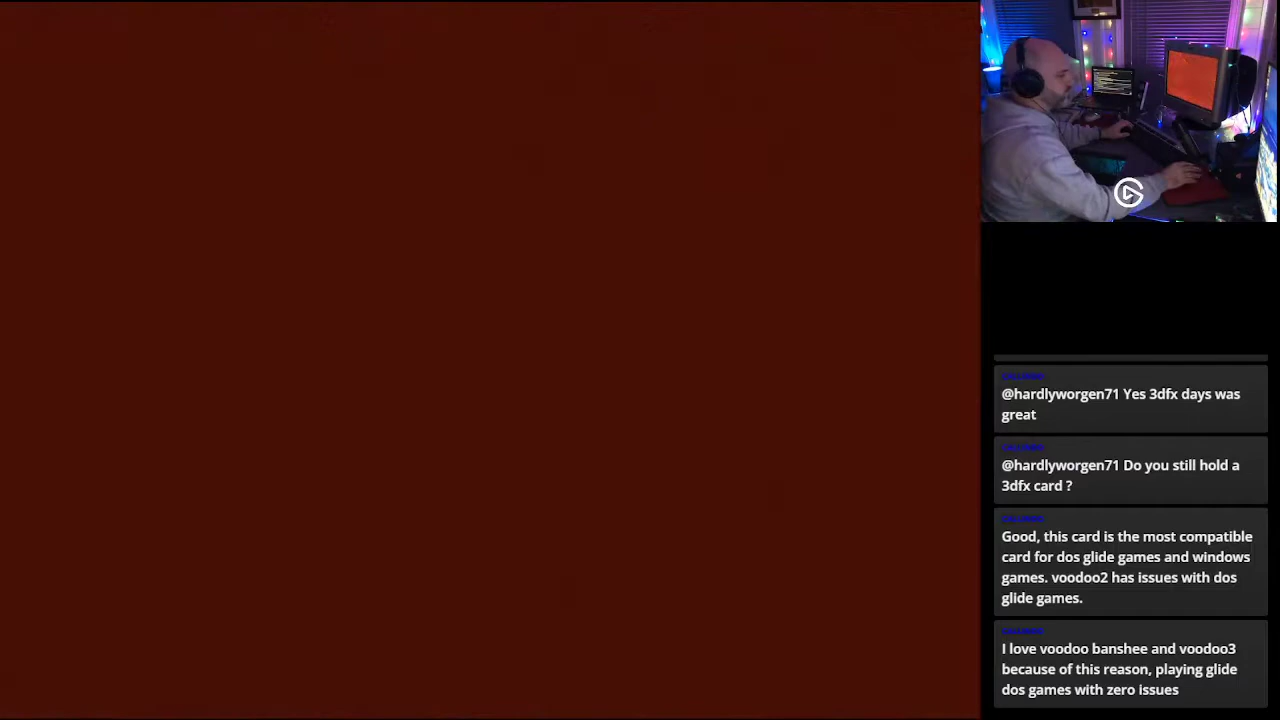 @hardlyworgen71 Yes 3dfx days was
great
@hardlyworgen71 Do you still hold a
3dfx card ?
Good, this card is the most compatible
card for dos glide games and windows
games. voodoo2 has issues with dos
glide games.
I love voodoo banshee and voodoo3
because of this reason, playing glide
dos games with zero issues